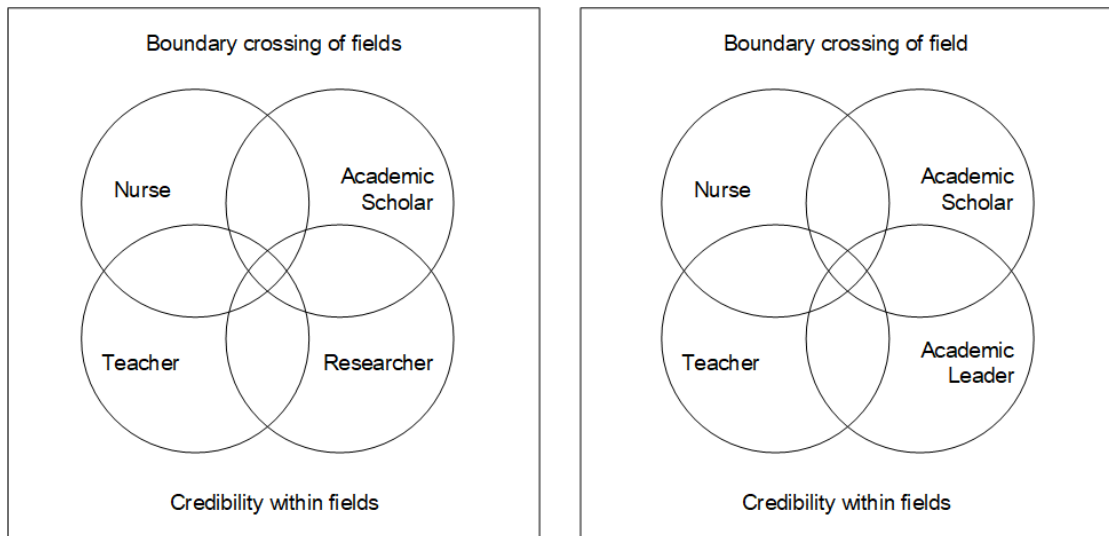 Boundary crossing of fields
Nurse
Academic
Scholar
Teacher
Researcher
Credibility within fields
Boundary crossing of field
Nurse
Academic
Scholar
Teacher
Academic
Leader
Credibility within fields